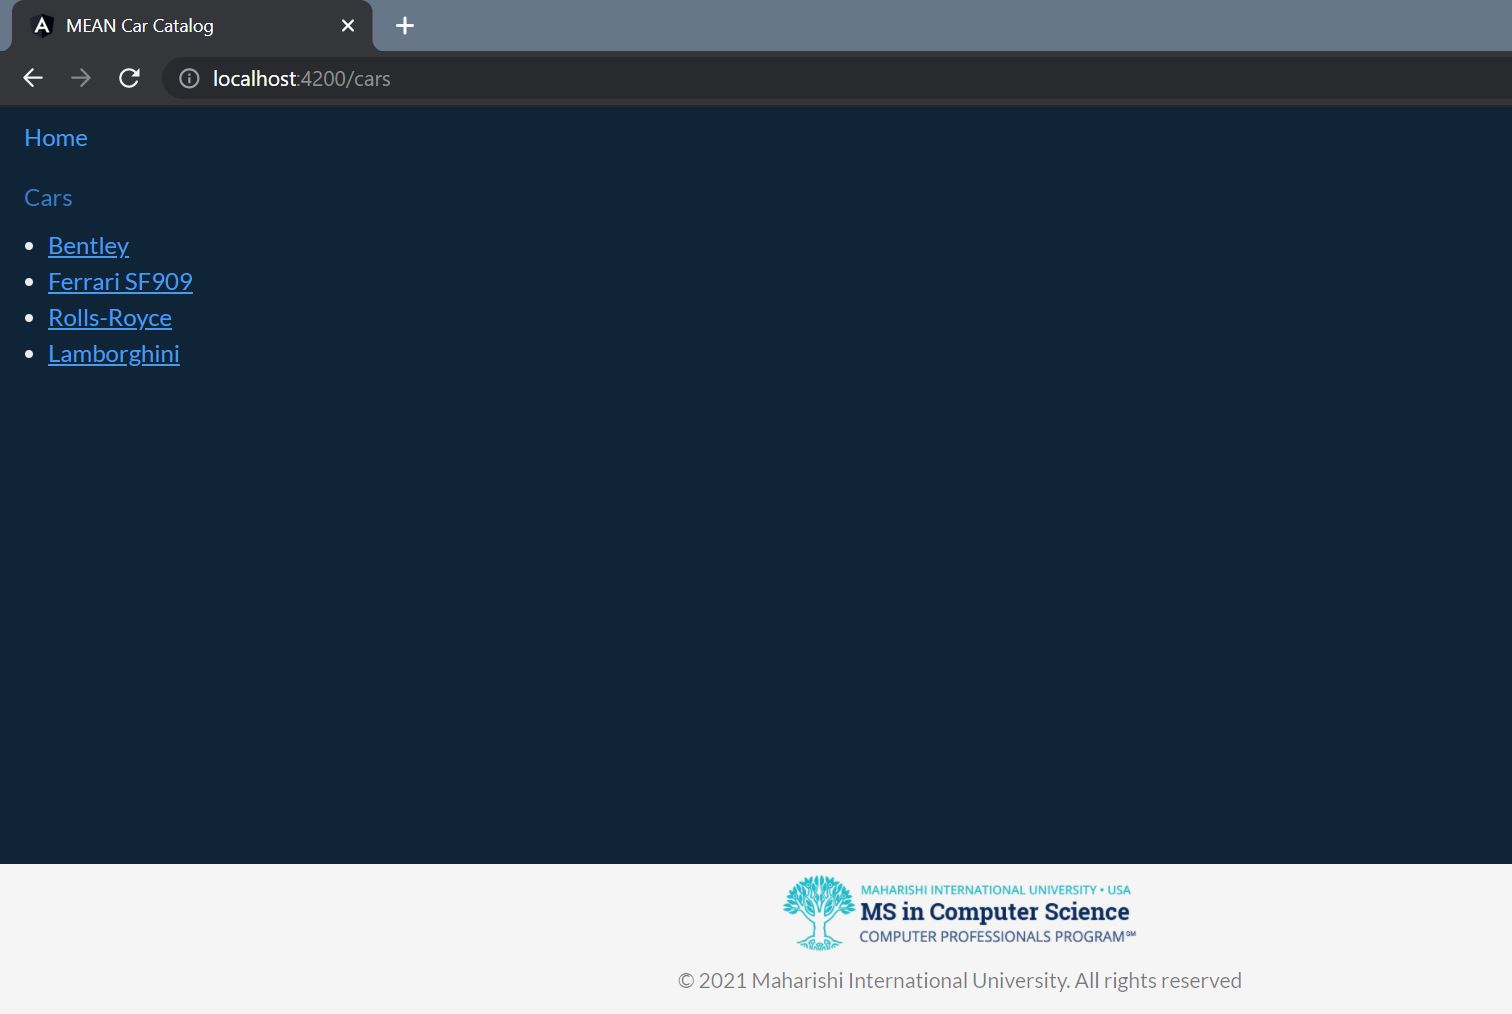 MEAN Car Catalog
localhost:4200/cars
Home
Cars
Bentley
Ferrari SF909
Rolls-Royce
Lamborghini
MAHARISHI INTERNATIONAL UNIVERSITY • USA
MS in Computer Science
COMPUTER PROFESSIONALS PROGRAM℠
© 2021 Maharishi International University. All rights reserved